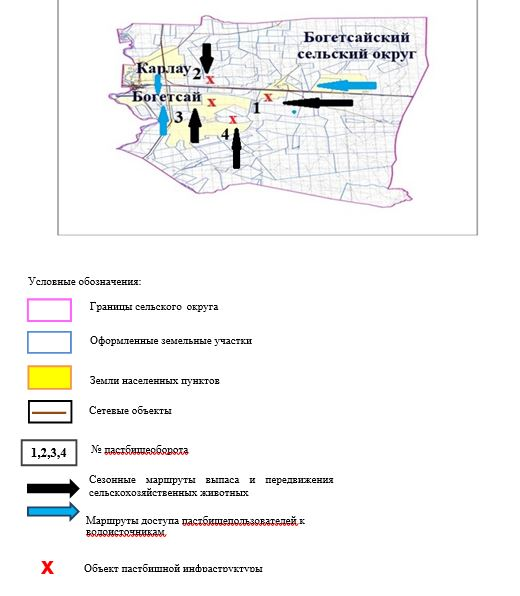 Богетсайский
сельский округ
Карлау
2
Богетсай
1
3
4
X
X
X
X
Условные обозначения:
Границы сельского округа
Оформленные земельные участки
Земли населенных пунктов
Сетевые объекты
1,2,3,4
№ пастбищеоборота
Сезонные маршруты выпаса и передвижения
сельскохозяйственных животных
Маршруты доступа пастбищепользователей к
водоисточникам
X
Объект пастбищной инфраструктуры